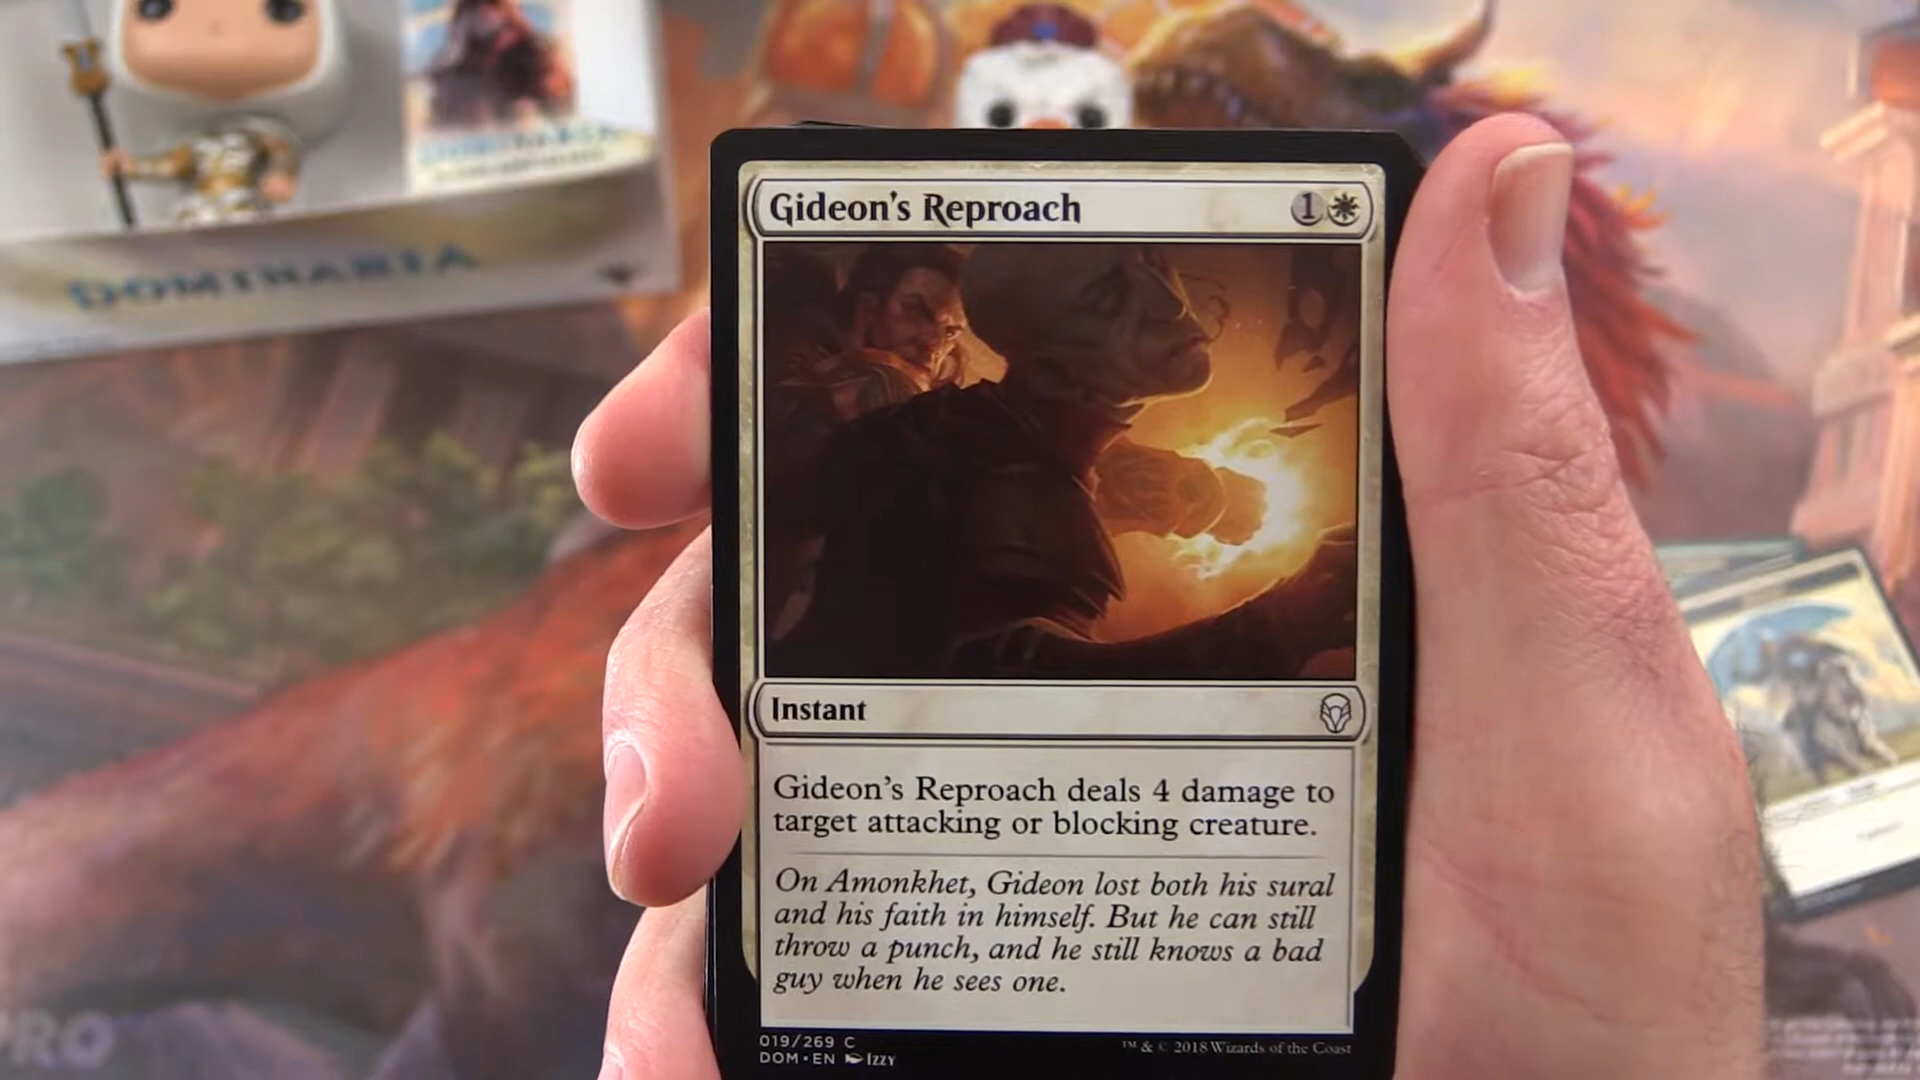 DOMINARIA
Gideon's Reproach
1
Instant
Gideon's Reproach deals 4 damage to
target attacking or blocking creature.
On Amonkhet, Gideon lost both his sural
and his faith in himself. But he can still
throw a punch, and he still knows a bad
guy when he sees one.
019/269 C
DOM • EN IZZY
™ & © 2018 Wizards of the Coast
PRO